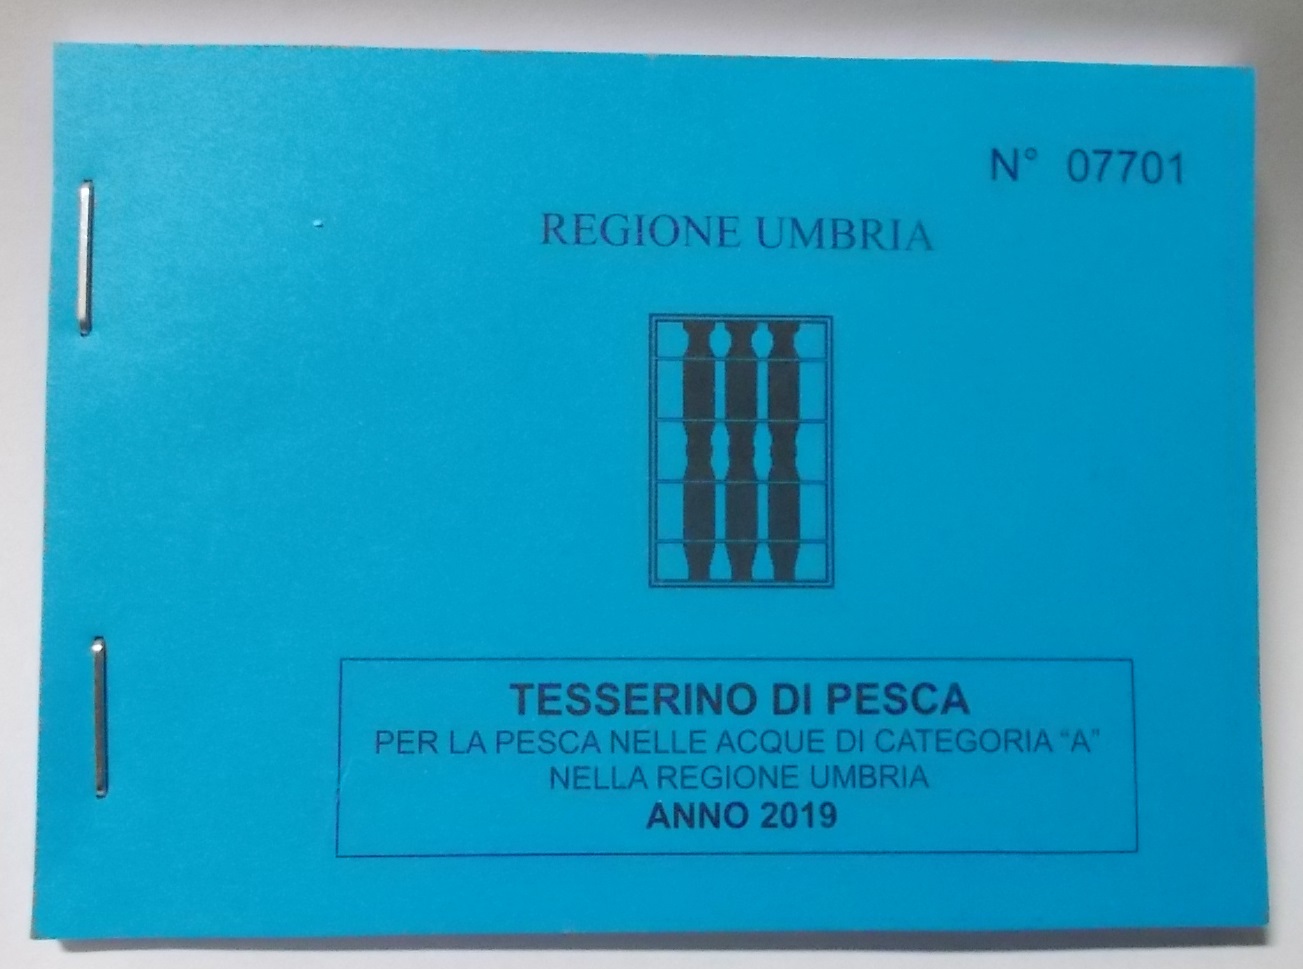 N° 07701
REGIONE UMBRIA
TESSERINO DI PESCA
PER LA PESCA NELLE ACQUE DI CATEGORIA “A”
NELLA REGIONE UMBRIA
ANNO 2019